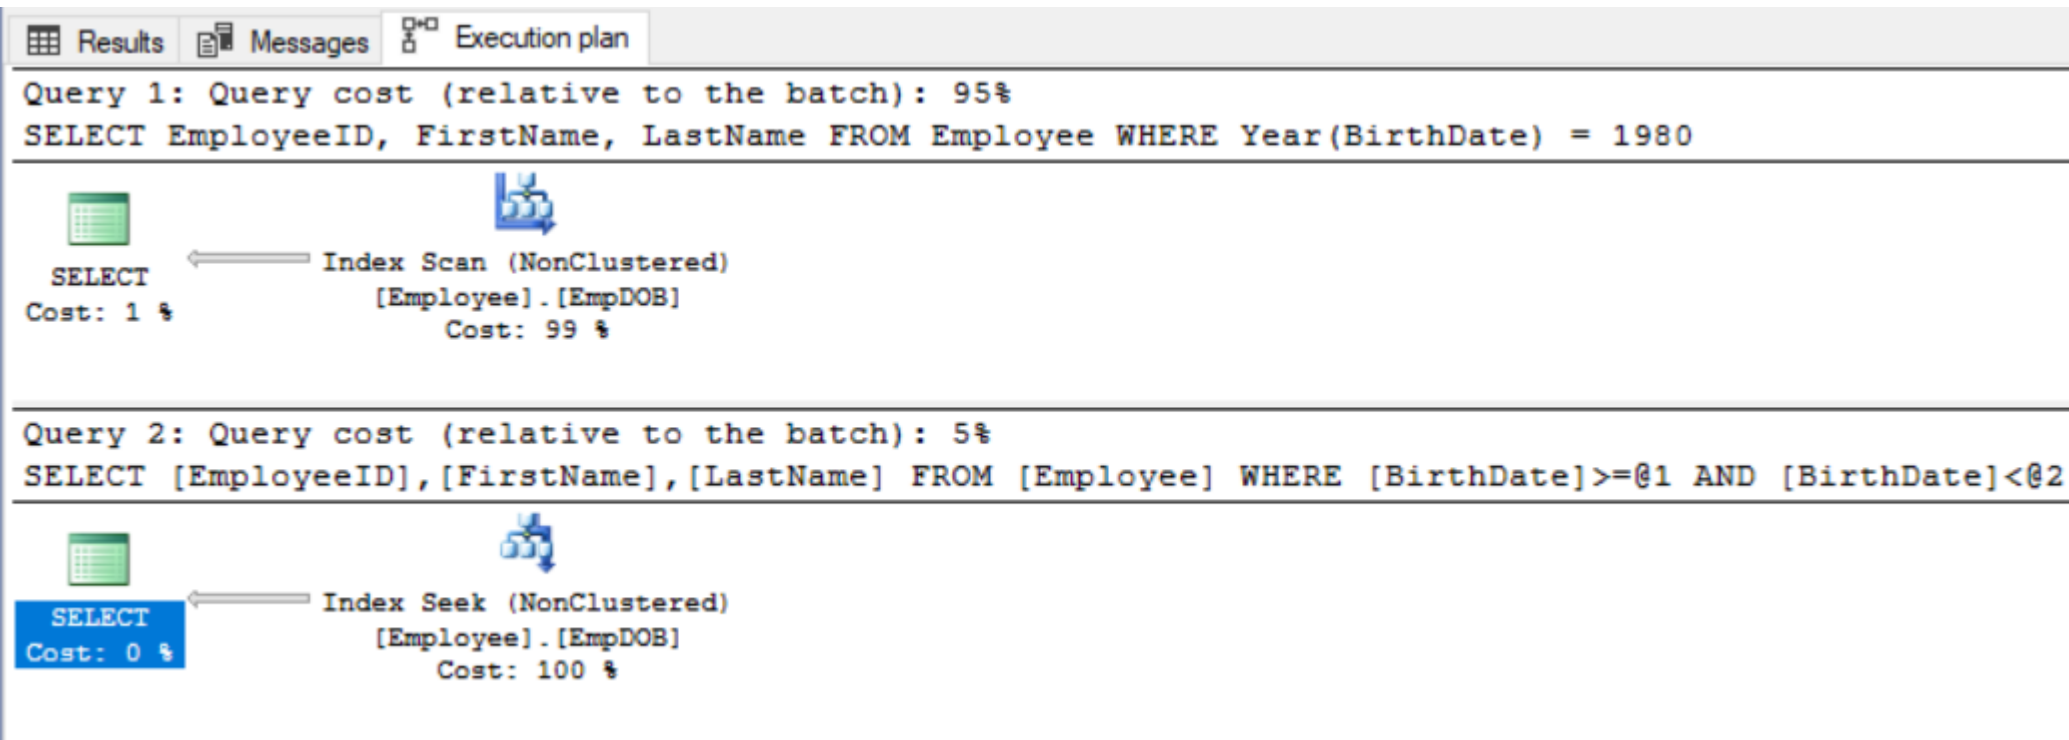 Results Messages Execution plan
Query 1: Query cost (relative to the batch): 95%
SELECT EmployeeID, FirstName, LastName FROM Employee WHERE Year(BirthDate) = 1980
SELECT
Cost: 1 %
Index Scan (NonClustered)
[Employee].[EmpDOB]
Cost: 99 %
Query 2: Query cost (relative to the batch): 5%
SELECT [EmployeeID],[FirstName],[LastName] FROM [Employee] WHERE [BirthDate]>=@1 AND [BirthDate]<@2
SELECT
Cost: 0 %
Index Seek (NonClustered)
[Employee].[EmpDOB]
Cost: 100 %